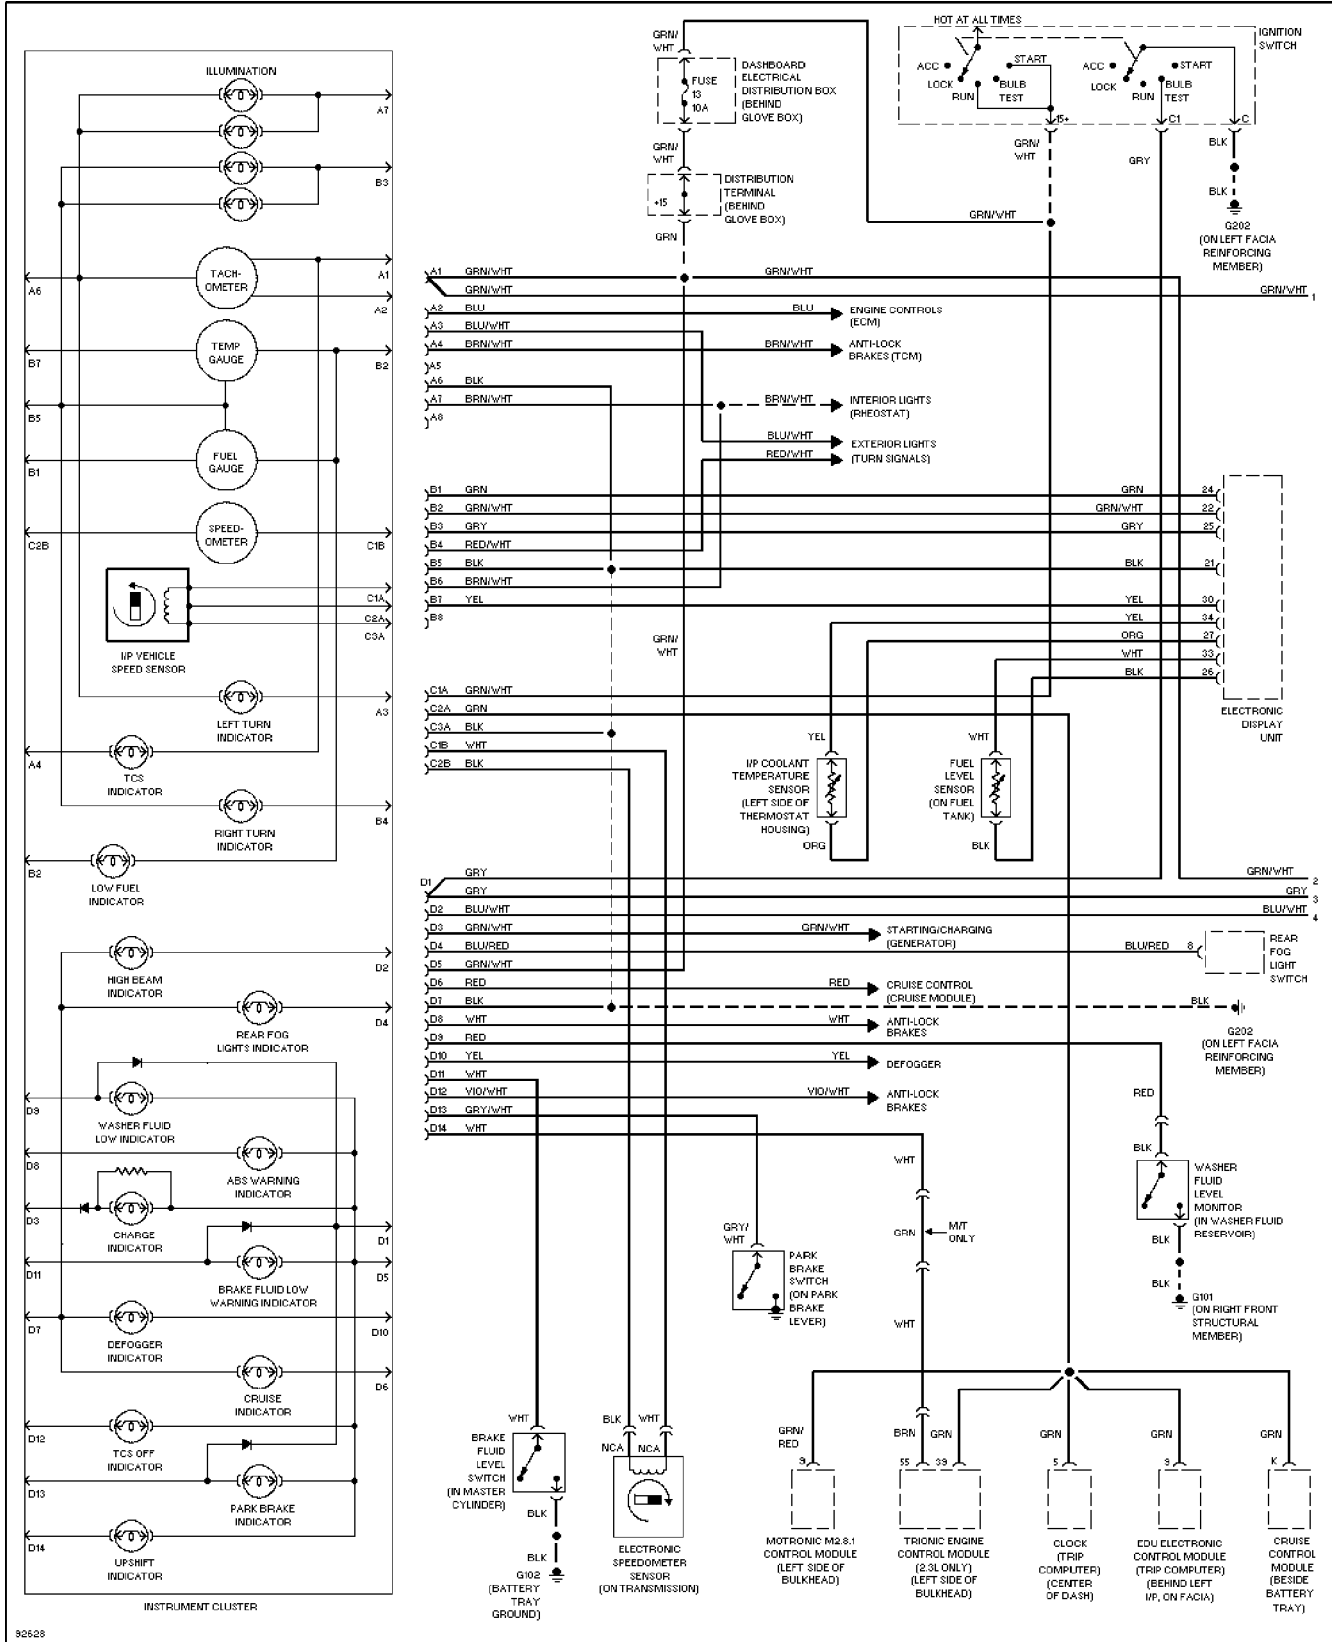 HOT AT ALL TIMES
IGNITION
SWITCH
ACC
LOCK
RUN
START
BULB
TEST
ACC
LOCK
RUN
START
BULB
TEST
15+
C1
C
GRN/
WHT
GRY
BLK
BLK
G202
(ON LEFT FACIA
REINFORCING
MEMBER)
GRN/
WHT
FUSE
13
10A
DASHBOARD
ELECTRICAL
DISTRIBUTION BOX
(BEHIND
GLOVE BOX)
GRN/
WHT
+15
DISTRIBUTION
TERMINAL
(BEHIND
GLOVE BOX)
GRN
GRN/WHT
ILLUMINATION
A7
B3
TACH-
OMETER
A6
A1
A2
TEMP
GAUGE
B7
B2
B5
FUEL
GAUGE
B1
SPEED-
OMETER
C2B
C1B
C1A
C2A
C3A
I/P VEHICLE
SPEED SENSOR
LEFT TURN
INDICATOR
A3
A4
TCS
INDICATOR
RIGHT TURN
INDICATOR
B4
B2
LOW FUEL
INDICATOR
HIGH BEAM
INDICATOR
D2
REAR FOG
LIGHTS INDICATOR
D4
D9
WASHER FLUID
LOW INDICATOR
D8
ABS WARNING
INDICATOR
D3
CHARGE
INDICATOR
D1
D11
BRAKE FLUID LOW
WARNING INDICATOR
D5
D7
DEFOGGER
INDICATOR
D10
CRUISE
INDICATOR
D6
D12
TCS OFF
INDICATOR
D13
PARK BRAKE
INDICATOR
D14
UPSHIFT
INDICATOR
INSTRUMENT CLUSTER
A1 GRN/WHT GRN/WHT
GRN/WHT GRN/WHT 1
A2 BLU BLU ENGINE CONTROLS
(ECM)
A3 BLU/WHT
A4 BRN/WHT BRN/WHT ANTI-LOCK
BRAKES (TCM)
A5
A6 BLK
A7 BRN/WHT BRN/WHT INTERIOR LIGHTS
(RHEOSTAT)
A8
BLU/WHT EXTERIOR LIGHTS
RED/WHT (TURN SIGNALS)
B1 GRN GRN 24
B2 GRN/WHT GRN/WHT 22
B3 GRY GRY 25
B4 RED/WHT
B5 BLK BLK 21
B6 BRN/WHT
B7 YEL YEL 30
B8 YEL 34
ORG 27
WHT 33
BLK 26
ELECTRONIC
DISPLAY
UNIT
GRN/
WHT
C1A GRN/WHT
C2A GRN
C3A BLK
C1B WHT
C2B BLK
YEL
I/P COOLANT
TEMPERATURE
SENSOR
(LEFT SIDE OF
THERMOSTAT
HOUSING)
ORG
WHT
FUEL
LEVEL
SENSOR
(ON FUEL
TANK)
BLK
D1 GRY GRN/WHT 2
GRY GRY 3
D2 BLU/WHT BLU/WHT 4
D3 GRN/WHT GRN/WHT STARTING/CHARGING
(GENERATOR)
D4 BLU/RED BLU/RED 8
REAR
FOG
LIGHT
SWITCH
D5 GRN/WHT
D6 RED RED CRUISE CONTROL
(CRUISE MODULE)
D7 BLK BLK
G202
(ON LEFT FACIA
REINFORCING
MEMBER)
D8 WHT WHT ANTI-LOCK
BRAKES
D9 RED
D10 YEL YEL DEFOGGER
D11 WHT
D12 VIO/WHT VIO/WHT ANTI-LOCK
BRAKES
D13 GRY/WHT
D14 WHT
RED
BLK
WASHER
FLUID
LEVEL
MONITOR
(IN WASHER FLUID
RESERVOIR)
BLK
BLK
G101
(ON RIGHT FRONT
STRUCTURAL
MEMBER)
WHT
GRN
M/T
ONLY
WHT
GRY/
WHT
PARK
BRAKE
SWITCH
(ON PARK
BRAKE
LEVER)
WHT
BRAKE
FLUID
LEVEL
SWITCH
(IN MASTER
CYLINDER)
BLK
BLK
G102
(BATTERY
TRAY
GROUND)
BLK WHT
NCA NCA
ELECTRONIC
SPEEDOMETER
SENSOR
(ON TRANSMISSION)
GRN/
RED
9
MOTRONIC M2.8.1
CONTROL MODULE
(LEFT SIDE OF
BULKHEAD)
BRN GRN
55 39
TRIONIC ENGINE
CONTROL MODULE
(2.3L ONLY)
(LEFT SIDE OF
BULKHEAD)
GRN
5
CLOCK
(TRIP
COMPUTER)
(CENTER
OF DASH)
GRN
9
EDU ELECTRONIC
CONTROL MODULE
(TRIP COMPUTER)
(BEHIND LEFT
I/P, ON FACIA)
GRN
K
CRUISE
CONTROL
MODULE
(BESIDE
BATTERY
TRAY)
92628